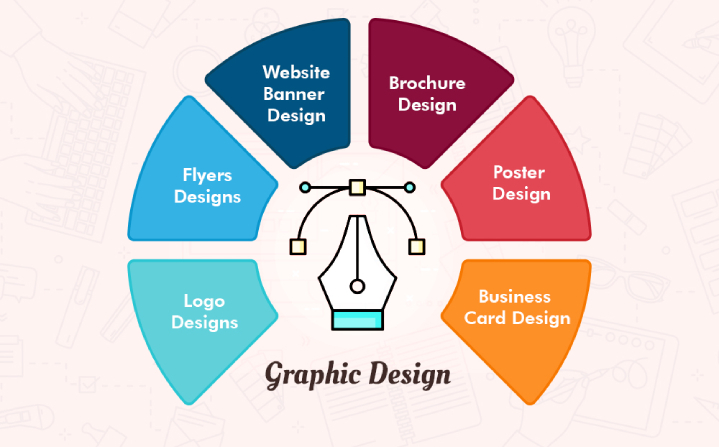 Website
Banner
Design
Brochure
Design
Flyers
Designs
Poster
Design
Logo
Designs
Business
Card Design
Graphic Design